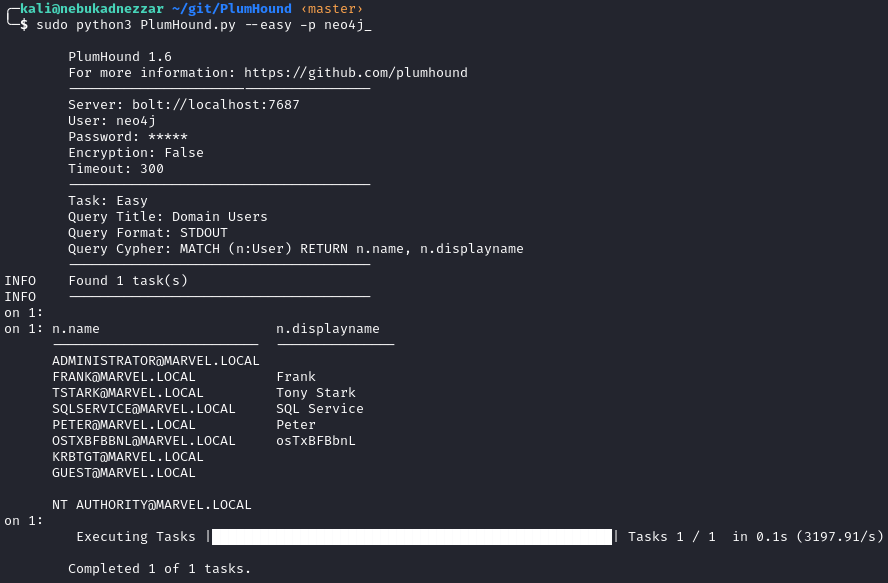 ┌─kali@nebukadnezzar ~/git/PlumHound ‹master›
└─$ sudo python3 PlumHound.py --easy -p neo4j_
PlumHound 1.6
For more information: https://github.com/plumhound
--------------------------------------
Server: bolt://localhost:7687
User: neo4j
Password: *****
Encryption: False
Timeout: 300
--------------------------------------
Task: Easy
Query Title: Domain Users
Query Format: STDOUT
Query Cypher: MATCH (n:User) RETURN n.name, n.displayname
--------------------------------------
INFO    Found 1 task(s)
INFO    --------------------------------------
on 1:
on 1: n.name                      n.displayname
      --------------------------  ---------------
      ADMINISTRATOR@MARVEL.LOCAL
      FRANK@MARVEL.LOCAL          Frank
      TSTARK@MARVEL.LOCAL         Tony Stark
      SQLSERVICE@MARVEL.LOCAL     SQL Service
      PETER@MARVEL.LOCAL          Peter
      OSTXBFBBNL@MARVEL.LOCAL     osTxBFBbnL
      KRBTGT@MARVEL.LOCAL
      GUEST@MARVEL.LOCAL
      NT AUTHORITY@MARVEL.LOCAL
on 1:
Executing Tasks |██████████████████████████████████████████████████| Tasks 1 / 1  in 0.1s (3197.91/s)
Completed 1 of 1 tasks.